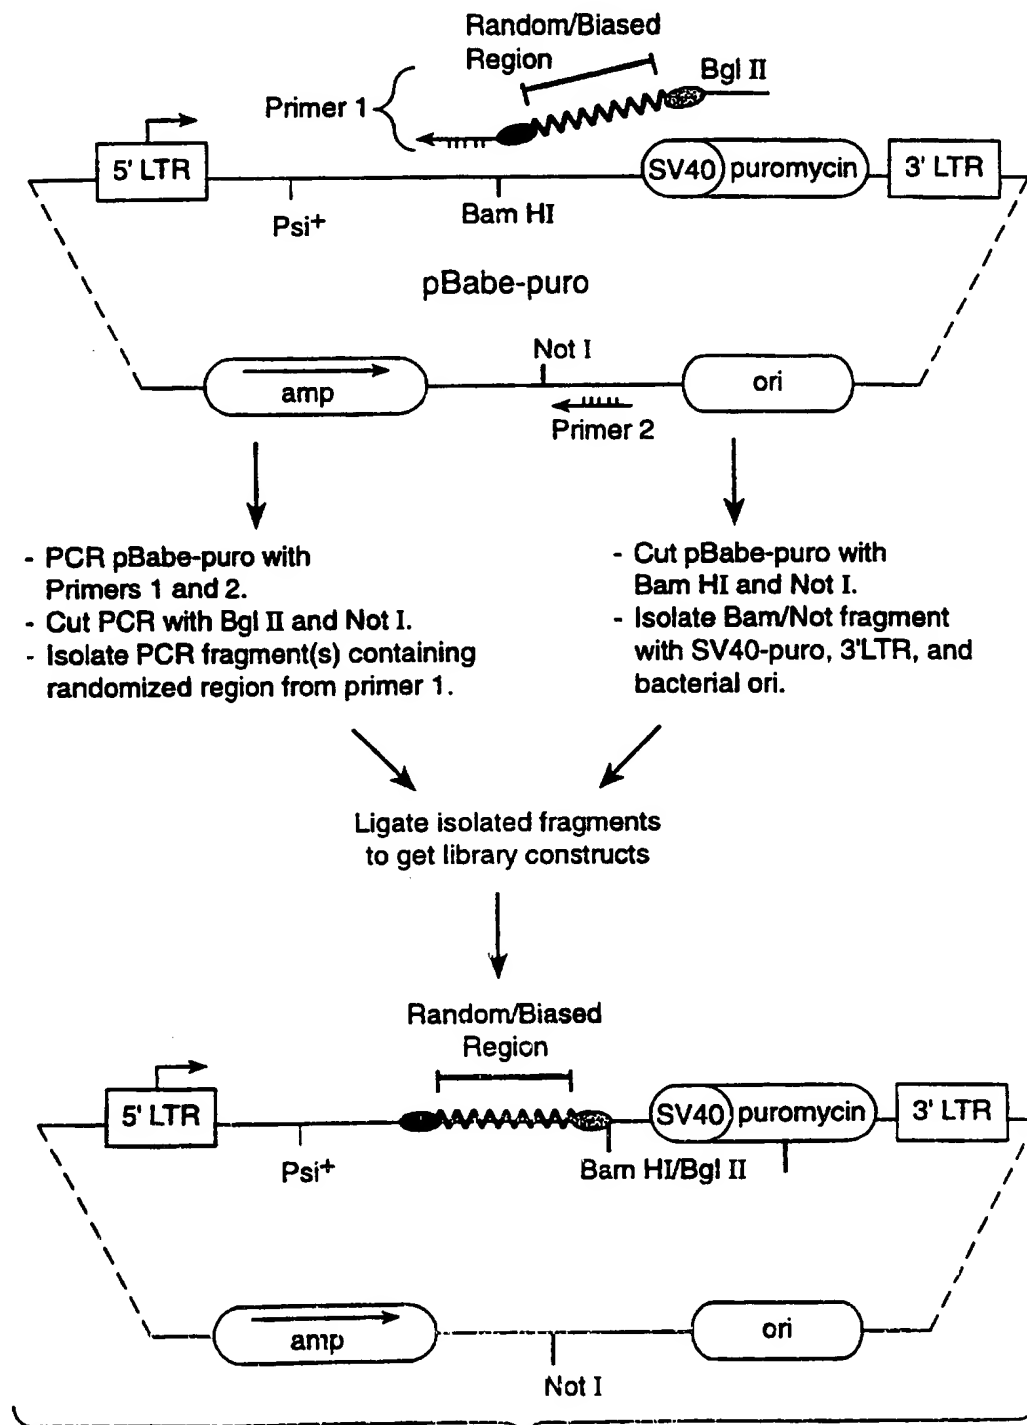 Random/Biased
Region
Bgl II
Primer 1
5' LTR
SV40
puromycin
3' LTR
Psi+
Bam HI
pBabe-puro
Not I
amp
ori
Primer 2
- PCR pBabe-puro with
Primers 1 and 2.
- Cut PCR with Bgl II and Not I.
- Isolate PCR fragment(s) containing
randomized region from primer 1.
- Cut pBabe-puro with
Bam HI and Not I.
- Isolate Bam/Not fragment
with SV40-puro, 3'LTR, and
bacterial ori.
Ligate isolated fragments
to get library constructs
Random/Biased
Region
5' LTR
SV40
puromycin
3' LTR
Psi+
Bam HI/Bgl II
amp
ori
Not I